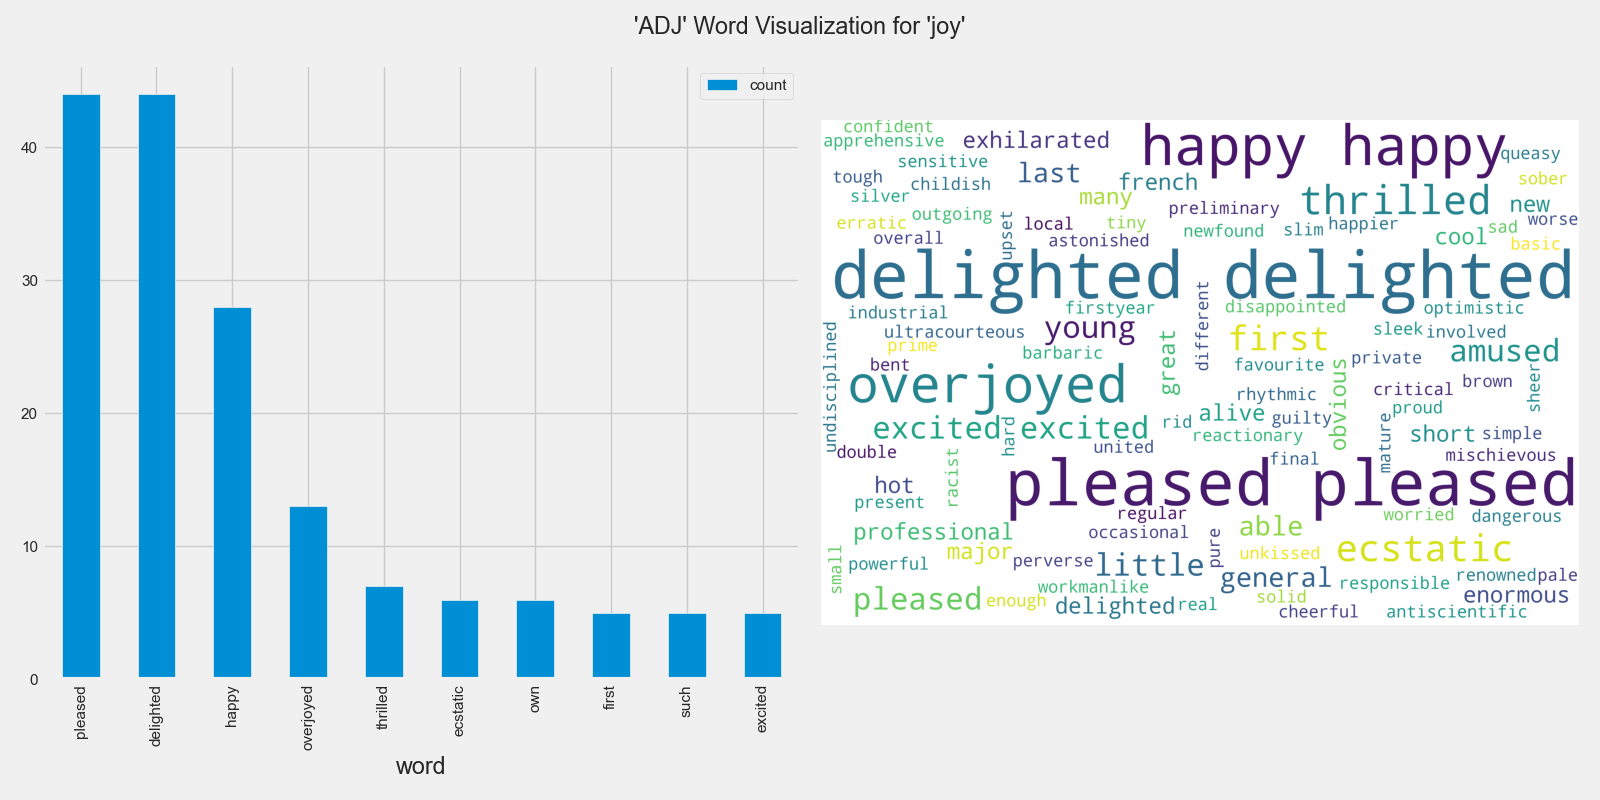 'ADJ' Word Visualization for 'joy'
count
40
30
20
10
0
pleased
delighted
happy
overjoyed
thrilled
ecstatic
own
first
such
excited
word
confident
apprehensive
exhilarated
happy happy
sensitive
last
french
queasy
tough
childish
silver
many
thrilled
sober
new
erratic
outgoing
upset
local
tiny
preliminary
newfound
slim
happier
worse
overall
astonished
cool
sad
basic
delighted delighted
industrial
firstyear
different
disappointed
optimistic
ultracourteous
young
first
sleek
involved
undisciplined
prime
barbaric
great
favourite
private
amused
bent
overjoyed
rhythmic
obvious
critical
brown
sheer
excited excited
hard
rid
alive
guilty
proud
reactionary
mature
short
simple
double
racist
united
final
mischievous
hot
pleased pleased
present
regular
worried
dangerous
professional
occasional
able
small
powerful
major
perverse
pure
unkissed
ecstatic
little
general
responsible
renowned
pale
workmanlike
pleased
enough
delighted
real
solid
enormous
cheerful
antiscientific